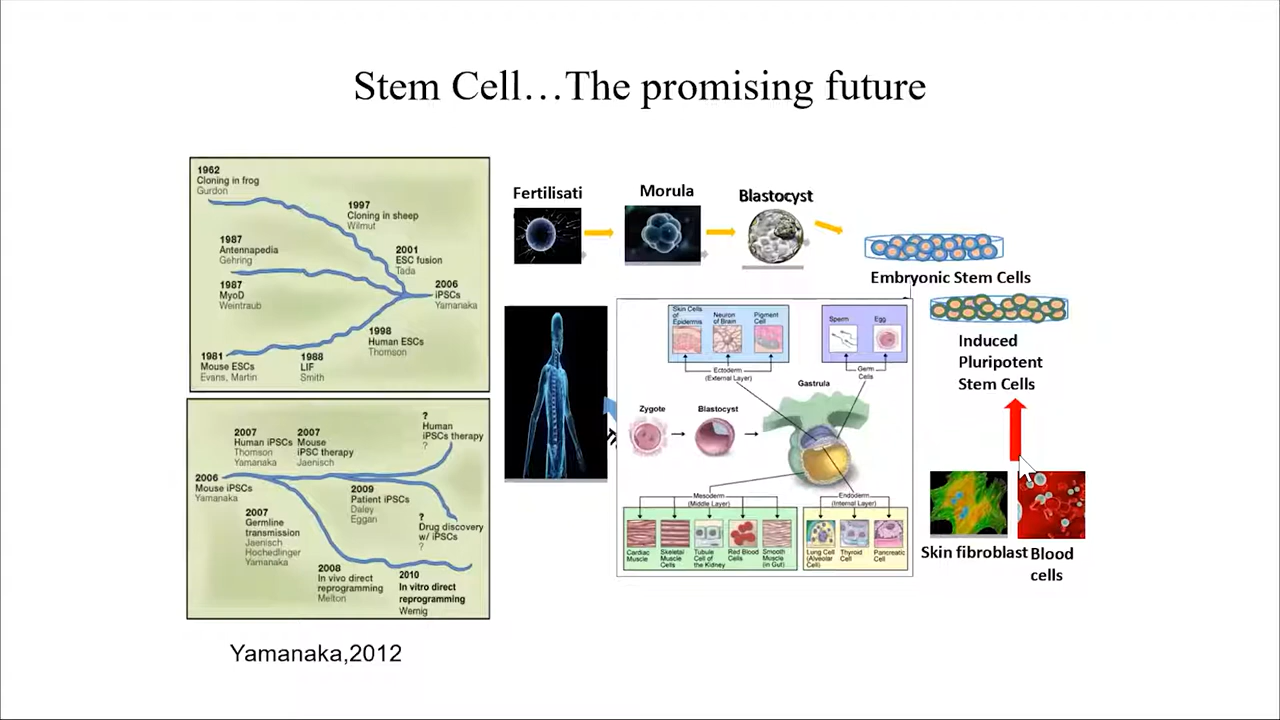 Stem Cell…The promising future
1962
Cloning in frog
Gurdon
1997
Cloning in sheep
Wilmut
1987
Antennapedia
Gehring
2001
ESC fusion
Tada
1987
MyoD
Weintraub
2006
iPSCs
Yamanaka
1998
Human ESCs
Thomson
1981
Mouse ESCs
Evans, Martin
1988
LIF
Smith
?
Human
iPSCs therapy
?
2007
Human iPSCs
Thomson
Yamanaka
2007
Mouse
iPSC therapy
Jaenisch
2006
Mouse iPSCs
Yamanaka
2009
Patient iPSCs
Daley
Eggan
2007
Germline
transmission
Jaenisch
Hochedlinger
Yamanaka
?
Drug discovery
w/ iPSCs
?
2008
In vivo direct
reprogramming
Melton
2010
In vitro direct
reprogramming
Wernig
Yamanaka,2012
Fertilisati
Morula
Blastocyst
Embryonic Stem Cells
Induced
Pluripotent
Stem Cells
Skin fibroblast
Blood
cells
Skin Cells
of
Epidermis
Neuron
of Brain
Pigment
Cell
Sperm
Egg
Ectoderm
(External Layer)
Germ
Cells
Gastrula
Zygote
Blastocyst
Mesoderm
(Middle Layer)
Endoderm
(Internal Layer)
Cardiac
Muscle
Skeletal
Muscle
Cells
Tubule
Cell of
the Kidney
Red Blood
Cells
Smooth
Muscle
(in Gut)
Lung Cell
(Alveolar
Cell)
Thyroid
Cell
Pancreatic
Cell